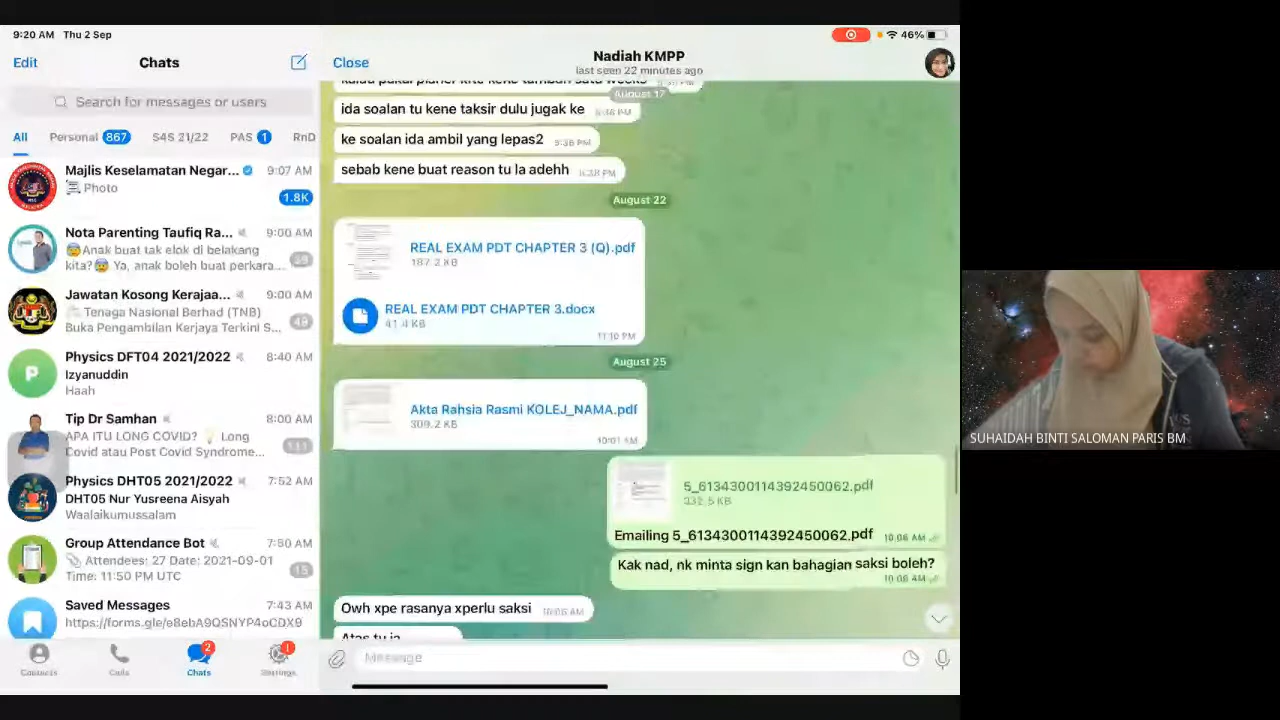 9:20 AM Thu 2 Sep
46%
Edit
Chats
Search for messages or users
All
Personal 867
S4S 21/22
PAS 1
RnD
Majlis Keselamatan Negar... 9:07 AM
Photo
1.8K
Nota Parenting Taufiq Ra... 9:00 AM
Anak buat tak elok di belakang
kita? Ya, anak boleh buat perkara...
Jawatan Kosong Kerajaa... 9:00 AM
Tenaga Nasional Berhad (TNB)
Buka Pengambilan Kerjaya Terkini S...
49
Physics DFT04 2021/2022 8:40 AM
P
Izyanuddin
Haah
Tip Dr Samhan 8:00 AM
APA ITU LONG COVID? Long
Covid atau Post Covid Syndrome...
111
Physics DHT05 2021/2022 7:52 AM
DHT05 Nur Yusreena Aisyah
Waalaikumussalam
Group Attendance Bot 7:50 AM
Attendees: 27 Date: 2021-09-01
Time: 11:50 PM UTC
15
Saved Messages 7:43 AM
https://forms.gle/e8ebA9QSNYP4oCDX9
Contacts
Calls
2
Chats
!
Settings
Close
Nadiah KMPP
last seen 22 minutes ago
August 17
ida soalan tu kene taksir dulu jugak ke
ke soalan ida ambil yang lepas2
sebab kene buat reason tu la adehh
August 22
REAL EXAM PDT CHAPTER 3 (Q).pdf
187.2 KB
REAL EXAM PDT CHAPTER 3.docx
41.4 KB
11:10 PM
August 25
Akta Rahsia Rasmi KOLEJ_NAMA.pdf
309.2 KB
10:01 AM
5_6134300114392450062.pdf
332.5 KB
Emailing 5_6134300114392450062.pdf 10:06 AM
Kak nad, nk minta sign kan bahagian saksi boleh?
10:06 AM
Owh xpe rasanya xperlu saksi 10:06 AM
Atas tu ja
Message
SUHAIDAH BINTI SALOMAN PARIS BM